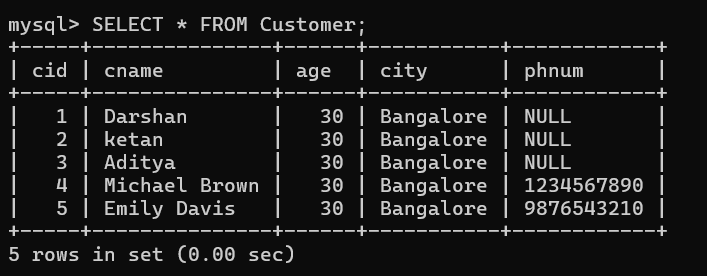 mysql> SELECT * FROM Customer;
+-----+---------------+------+-----------+------------+
| cid | cname         | age  | city      | phnum      |
+-----+---------------+------+-----------+------------+
|   1 | Darshan       |   30 | Bangalore | NULL       |
|   2 | ketan         |   30 | Bangalore | NULL       |
|   3 | Aditya        |   30 | Bangalore | NULL       |
|   4 | Michael Brown |   30 | Bangalore | 1234567890 |
|   5 | Emily Davis   |   30 | Bangalore | 9876543210 |
+-----+---------------+------+-----------+------------+
5 rows in set (0.00 sec)